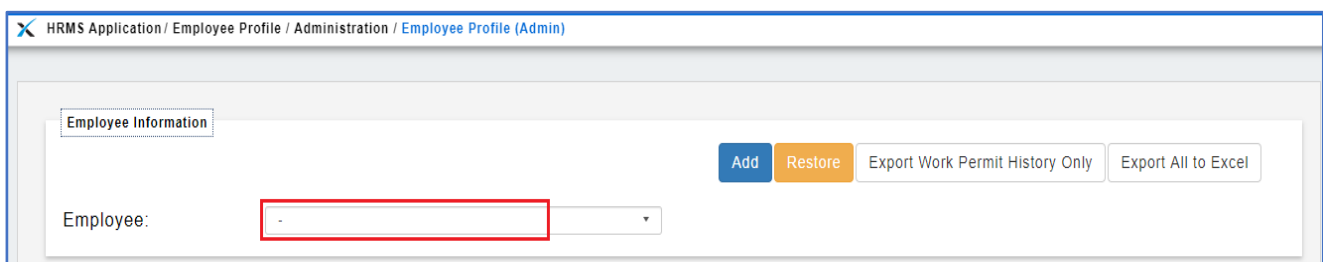 HRMS Application / Employee Profile / Administration / Employee Profile (Admin)
Employee Information
Add Restore Export Work Permit History Only Export All to Excel
Employee: -